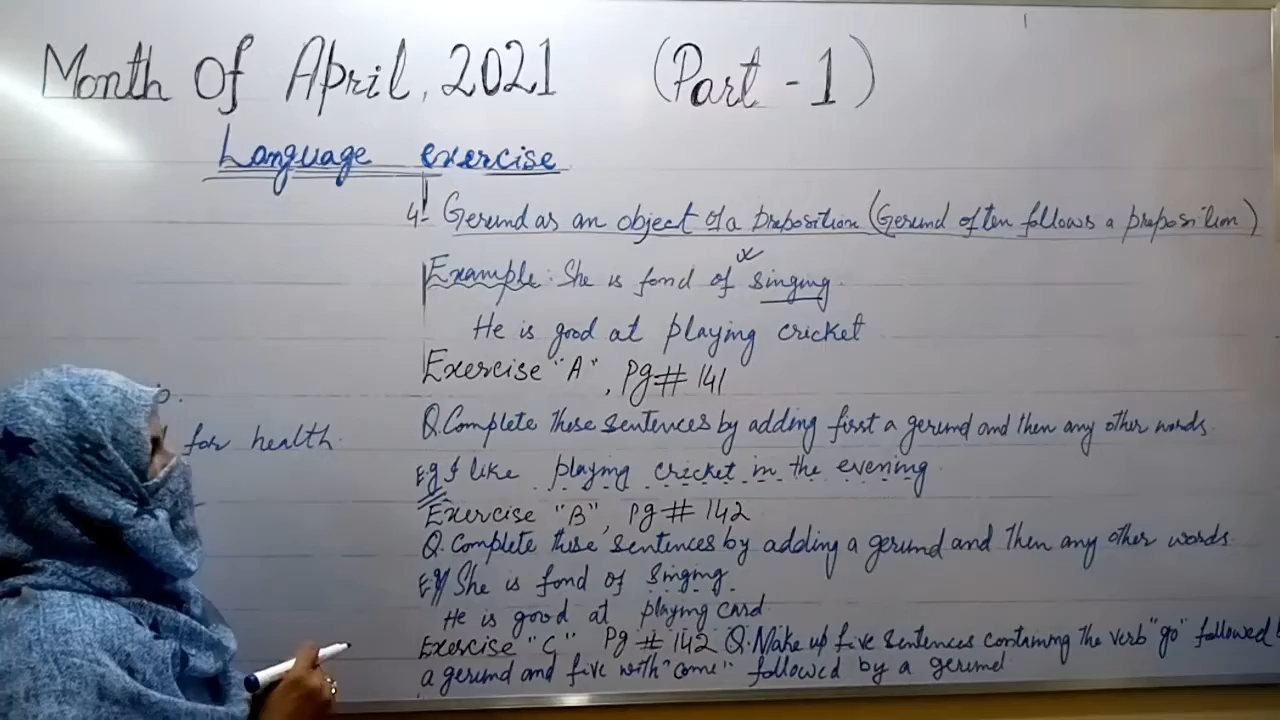 Month Of April, 2021 (Part - 1)
Language exercise
4- Gerund as an object of a preposition (Gerund often follows a preposition)
Example: She is fond of singing.
He is good at playing cricket
Exercise "A", Pg# 141
for health.
Q. Complete these sentences by adding first a gerund and then any other words.
Eg I like playing cricket in the evening.
Exercise "B", Pg # 142
Q. Complete these sentences by adding a gerund and then any other words
Eg She is fond of singing.
He is good at playing card
Exercise "C" Pg # 142 Q. Make up five sentences containing the verb "go" followed
a gerund and five with "come" followed by a gerund